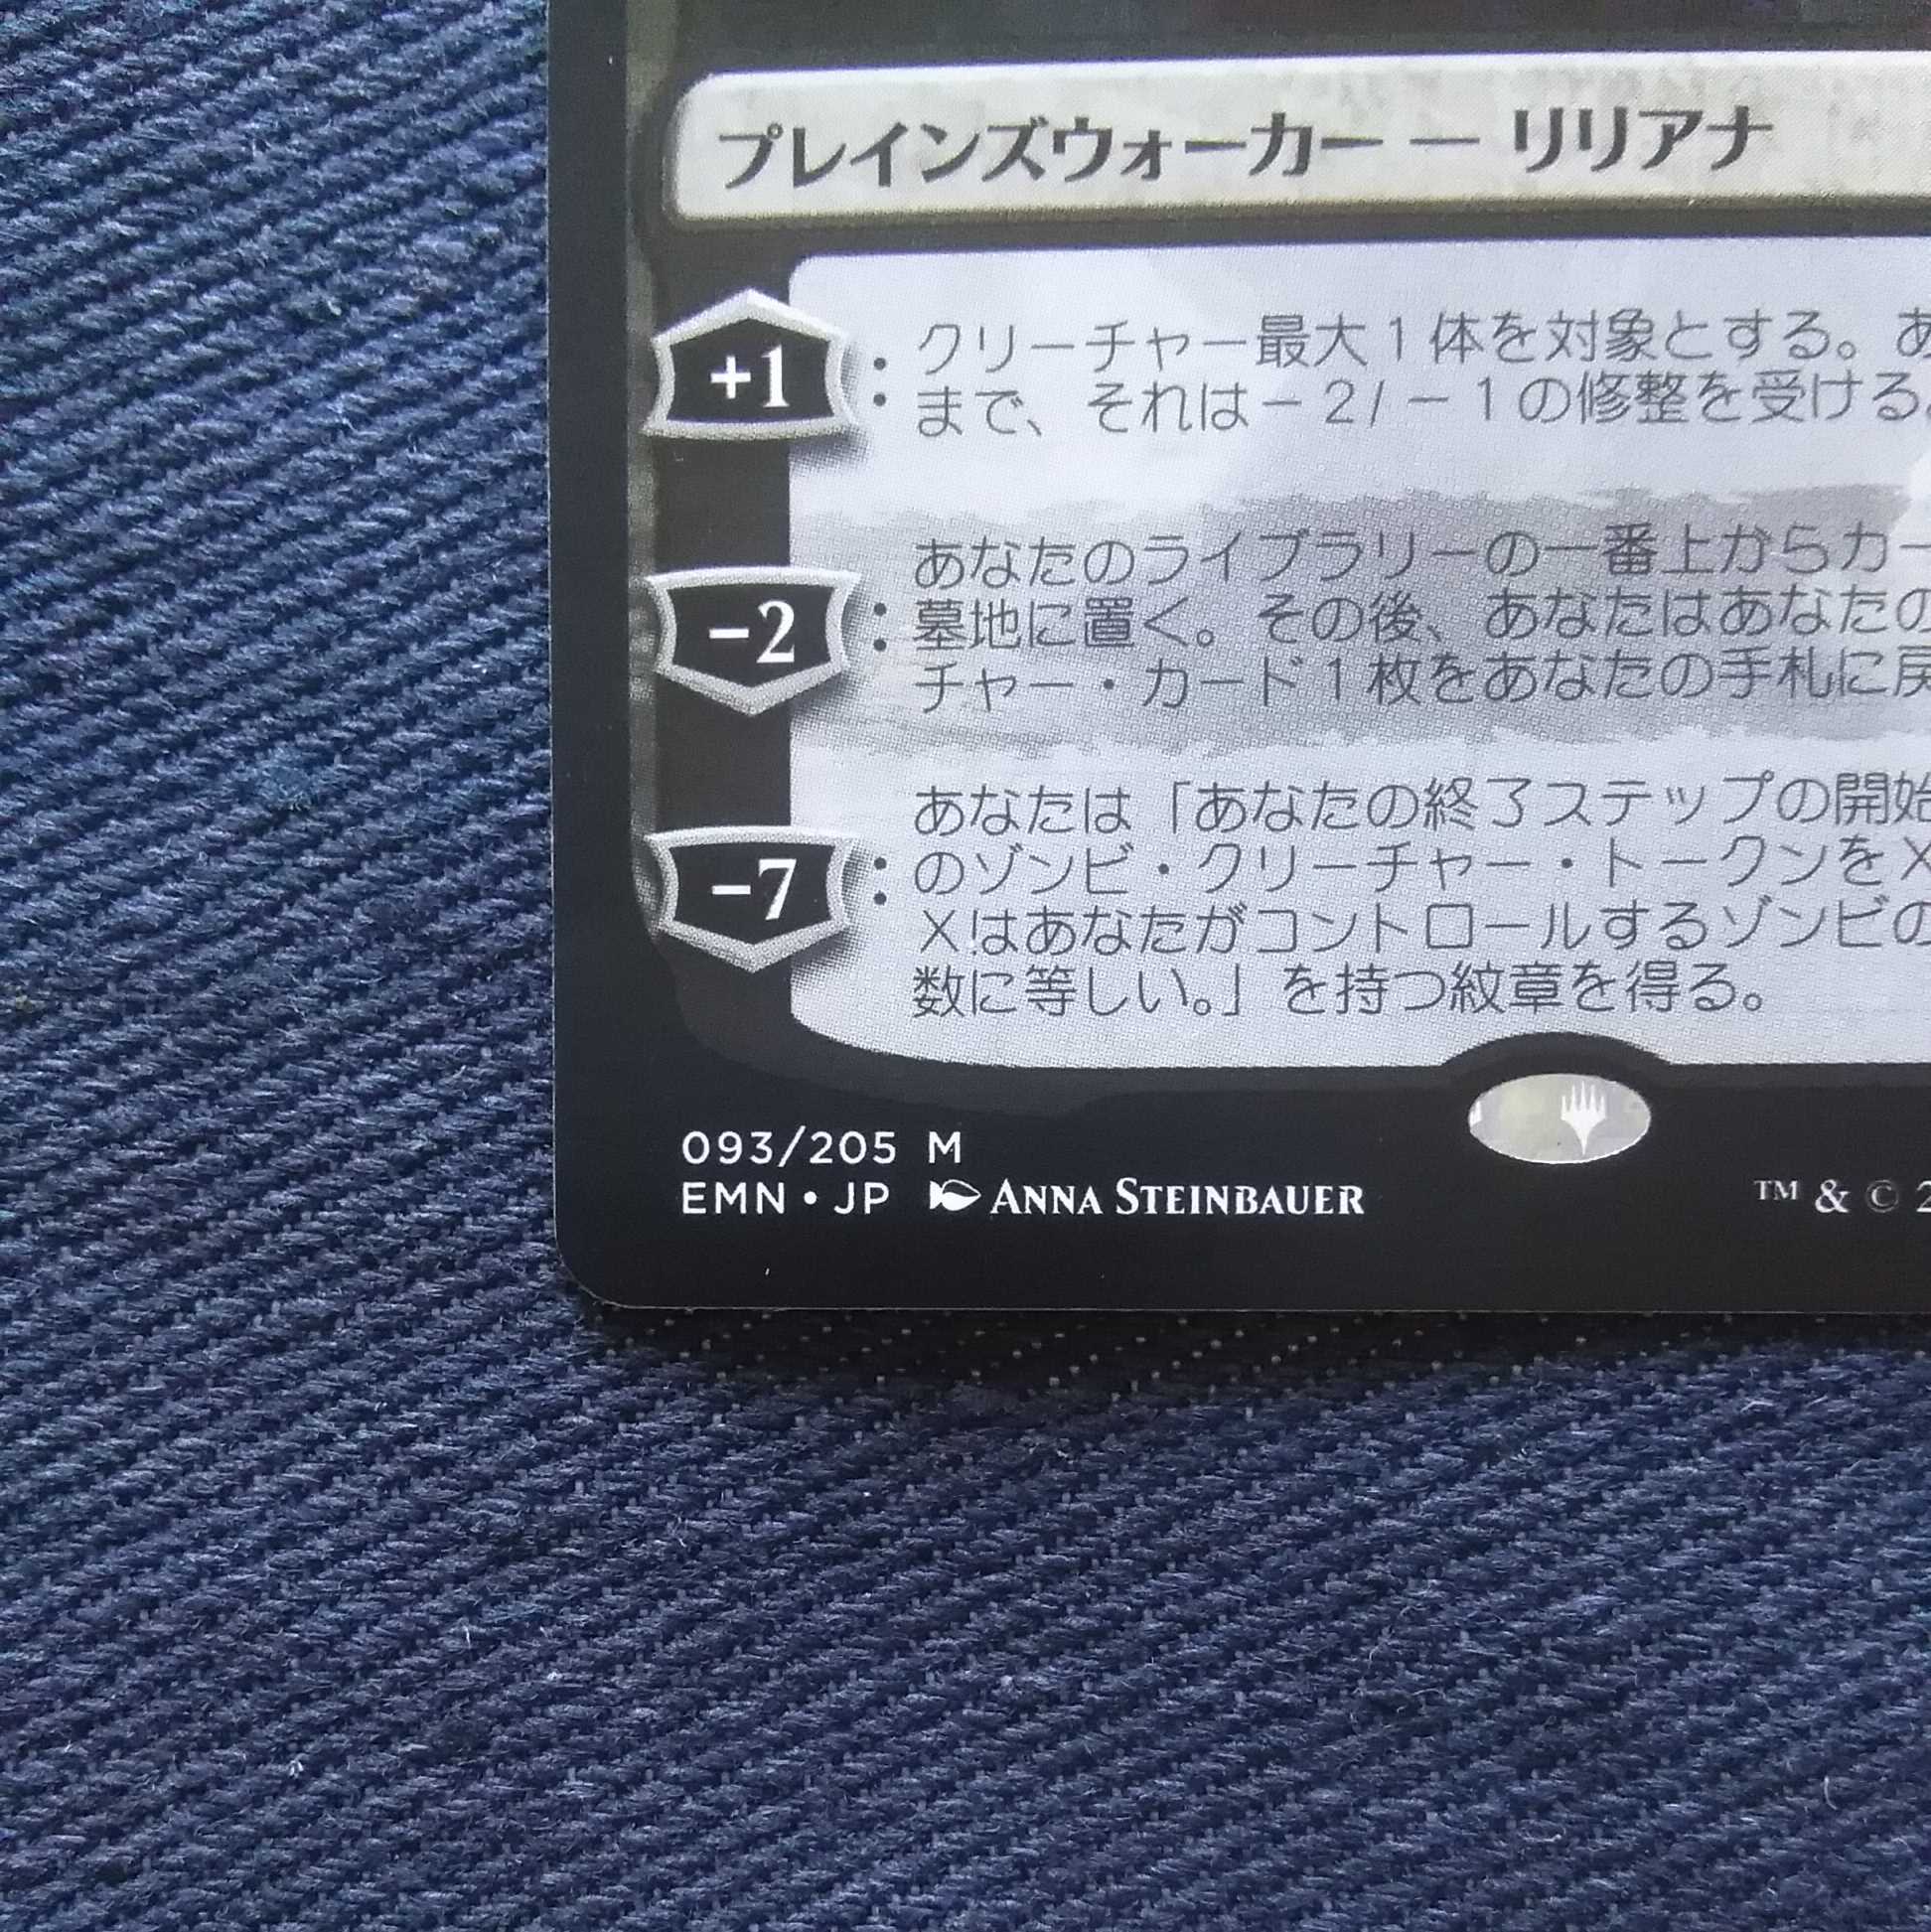 プレインズウォーカー — リリアナ
+1 : クリーチャー最大1体を対象とする。あ
まで、それは-2/-1の修整を受ける
あなたのライブラリーの一番上からカー
-2 : 墓地に置く。その後、あなたはあなたの
チャー・カード1枚をあなたの手札に戻
あなたは「あなたの終了ステップの開始
-7 : のゾンビ・クリーチャー・トークンをX
Xはあなたがコントロールするゾンビの
数に等しい。」を持つ紋章を得る。
093/205 M
EMN • JP ANNA STEINBAUER
™ & © 2